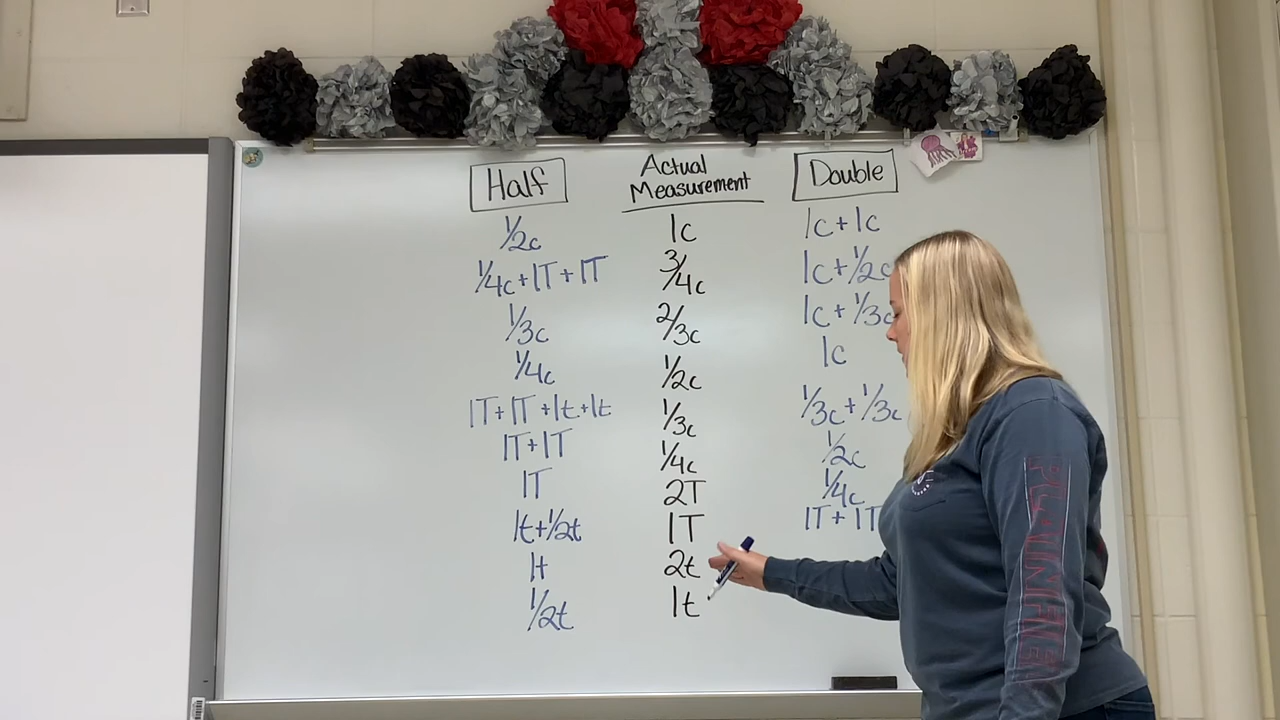 Half Actual Measurement Double
1/2c 1c 1c+1c
1/4c+1T+1T 3/4c 1c+1/2c
1/3c 2/3c 1c+1/3c
1/4c 1/2c 1c
1T+1T+1t+1t 1/3c 1/3c+1/3c
1T+1T 1/4c 1/2c
1T 2T 1/4c
1t+1/2t 1T 1T+1T
1t 2t
1/2t 1t